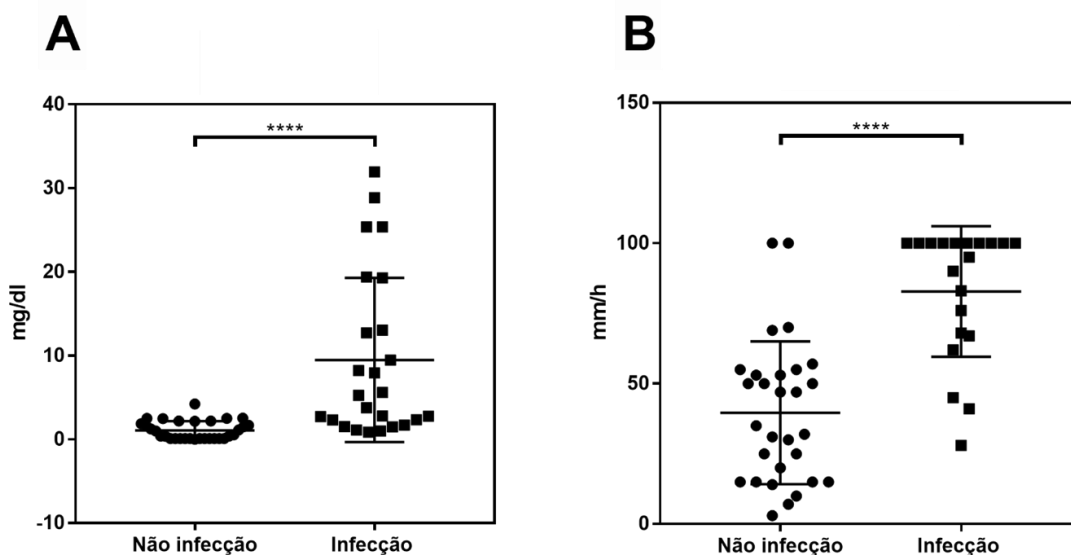 A
B
40
30
20
10
0
-10
mg/dl
****
Não infecção
Infecção
150
100
50
0
mm/h
****
Não infecção
Infecção